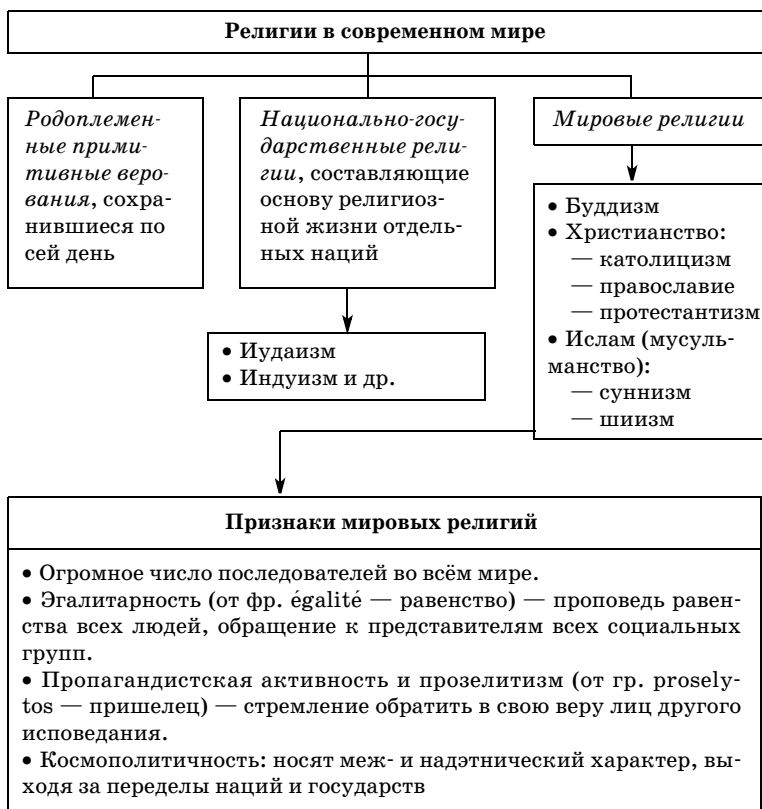 Религии в современном мире
Родоплемен-
ные прими-
тивные веро-
вания, сохра-
нившиеся по
сей день
Национально-госу-
дарственные рели-
гии, составляющие
основу религиоз-
ной жизни отдель-
ных наций
• Иудаизм
• Индуизм и др.
Мировые религии
• Буддизм
• Христианство:
— католицизм
— православие
— протестантизм
• Ислам (мусуль-
манство):
— суннизм
— шиизм
Признаки мировых религий
• Огромное число последователей во всём мире.
• Эгалитарность (от фр. égalité — равенство) — проповедь равен-
ства всех людей, обращение к представителям всех социальных
групп.
• Пропагандистская активность и прозелитизм (от гр. prosely-
tos — пришелец) — стремление обратить в свою веру лиц другого
исповедания.
• Космополитичность: носят меж- и надэтнический характер, вы-
ходя за переделы наций и государств